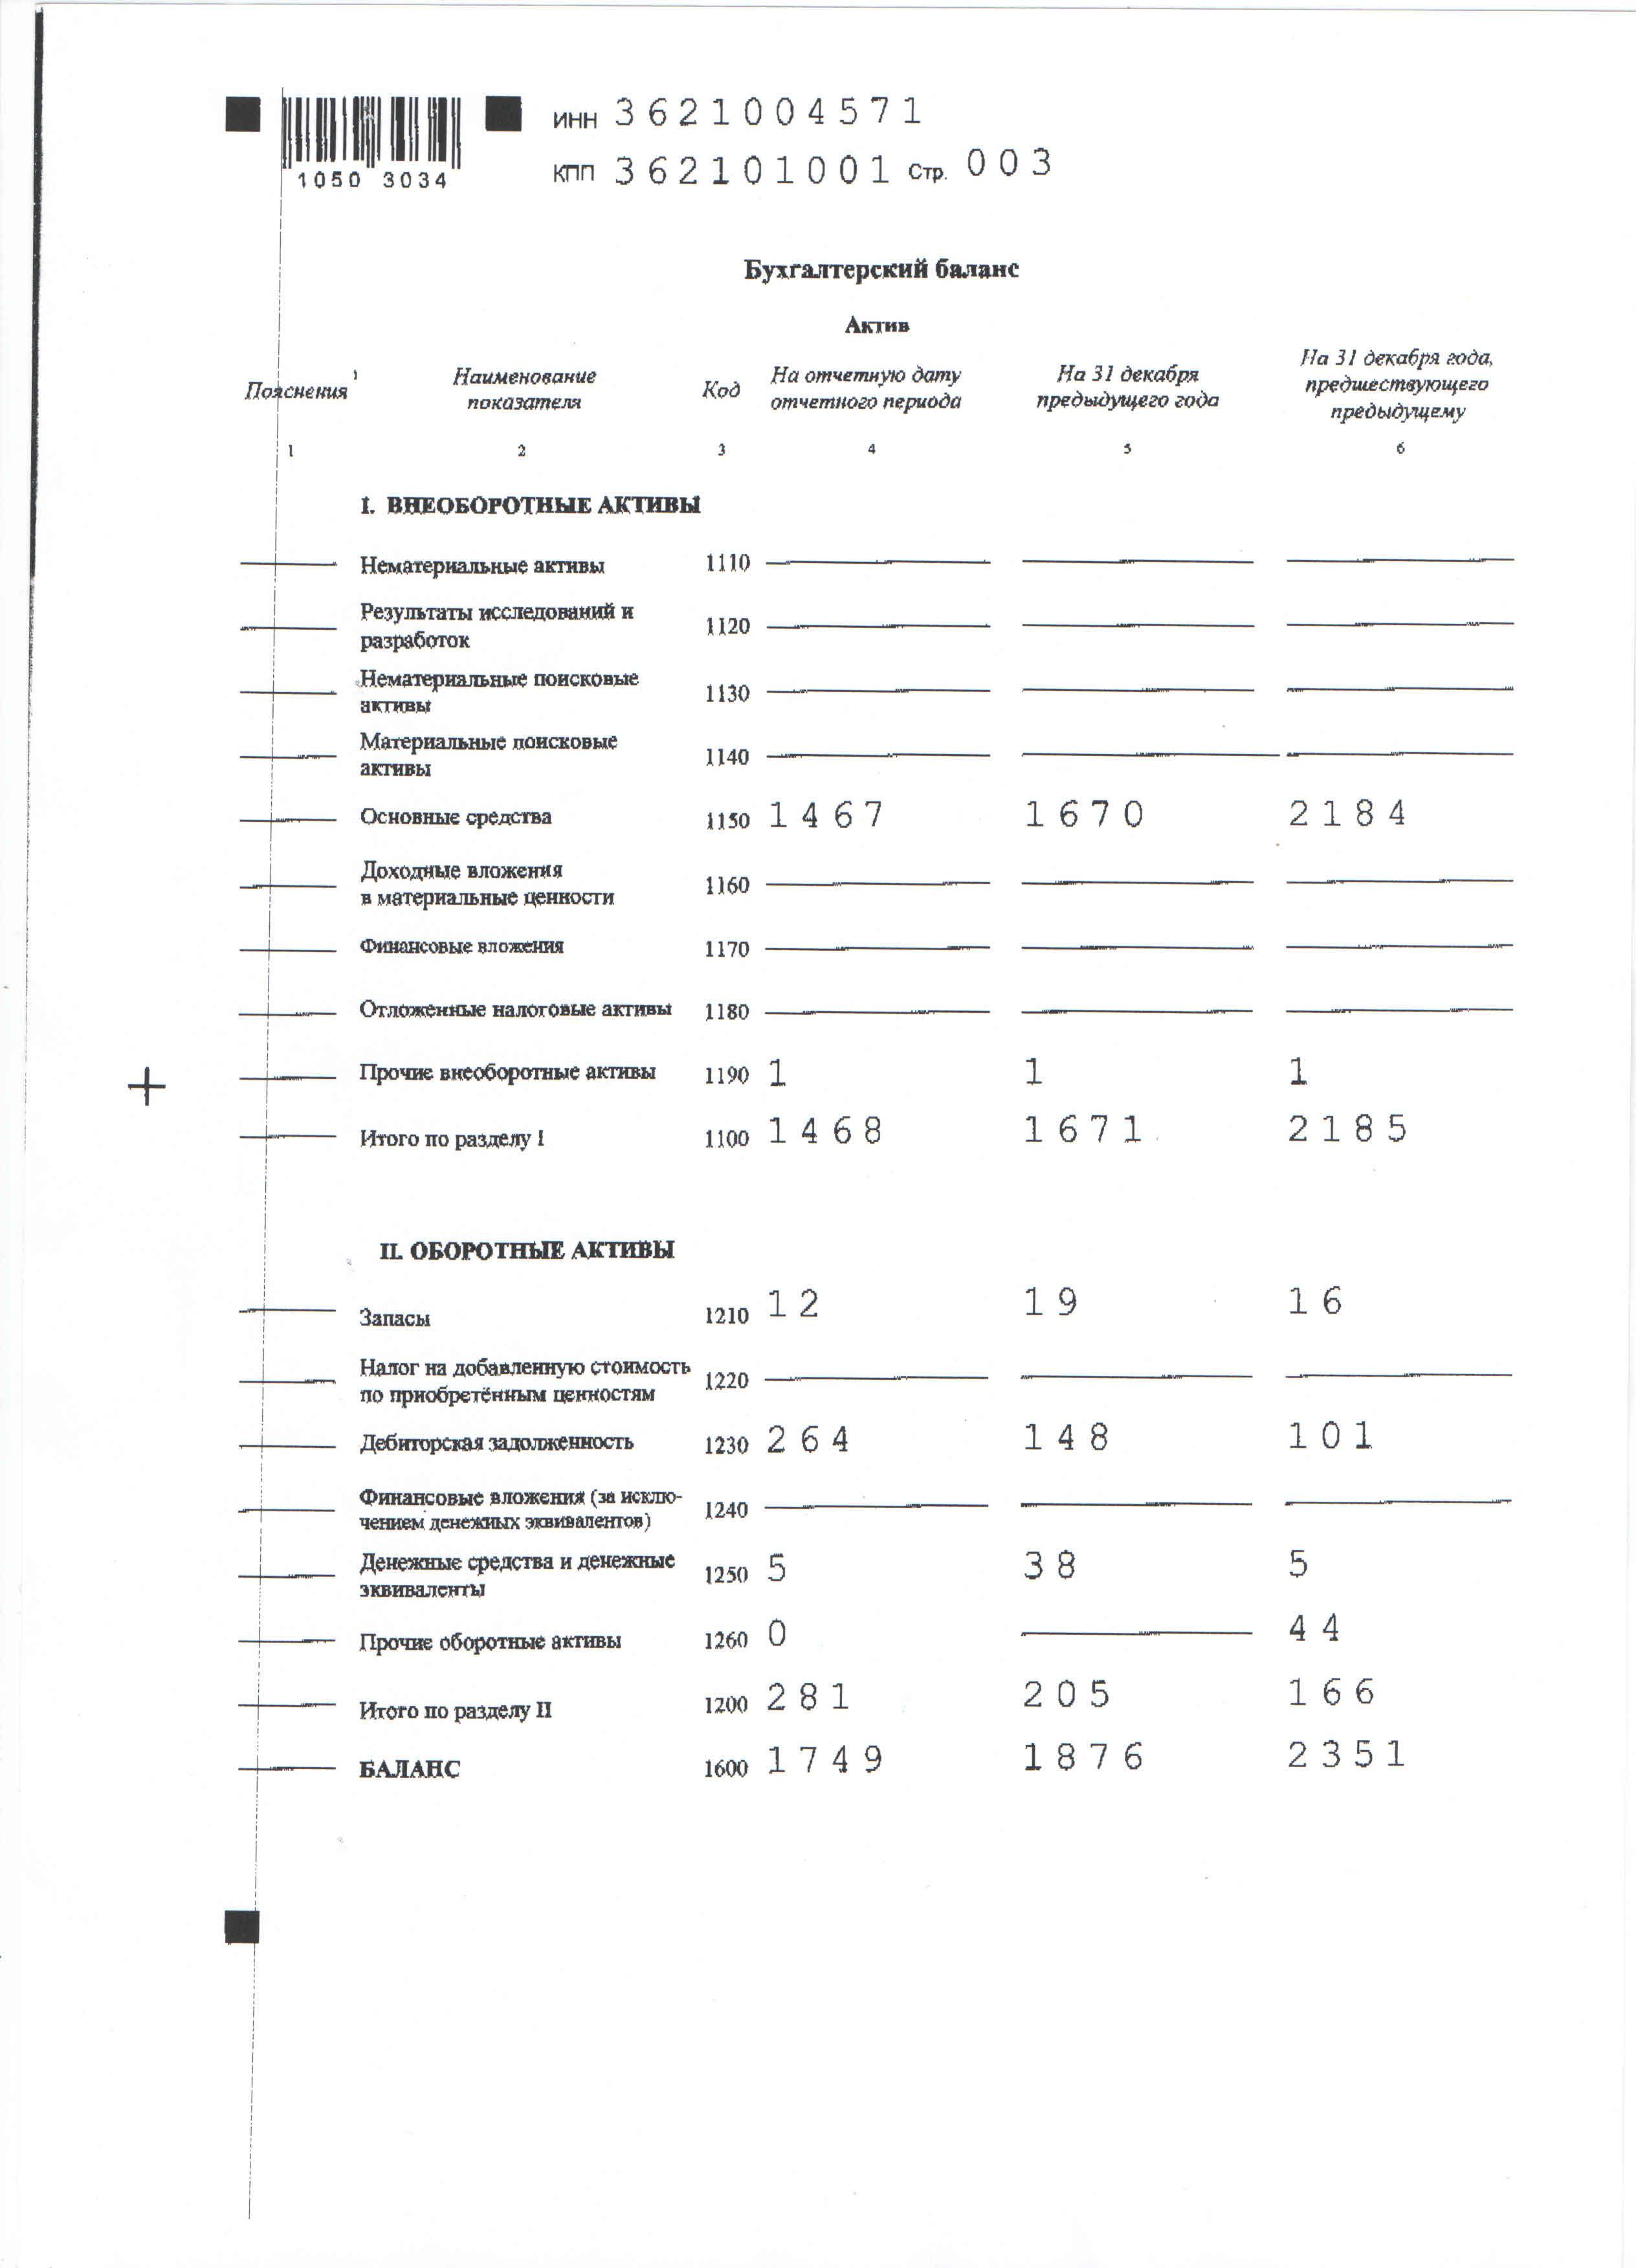 ИНН 3621004571
1050 3034
КПП 362101001 Стр. 003
Бухгалтерский баланс
Актив
Пояснения 1 Наименование показателя Код На отчетную дату отчетного периода На 31 декабря предыдущего года На 31 декабря года, предшествующего предыдущему
1 2 3 4 5 6
I. ВНЕОБОРОТНЫЕ АКТИВЫ
Нематериальные активы 1110
Результаты исследований и
разработок 1120
Нематериальные поисковые
активы 1130
Материальные поисковые
активы 1140
Основные средства 1150 1467 1670 2184
Доходные вложения
в материальные ценности 1160
Финансовые вложения 1170
Отложенные налоговые активы 1180
Прочие внеоборотные активы 1190 1 1 1
Итого по разделу I 1100 1468 1671 2185
II. ОБОРОТНЫЕ АКТИВЫ
Запасы 1210 12 19 16
Налог на добавленную стоимость
по приобретённым ценностям 1220
Дебиторская задолженность 1230 264 148 101
Финансовые вложения (за исклю-
чением денежных эквивалентов) 1240
Денежные средства и денежные
эквиваленты 1250 5 38 5
Прочие оборотные активы 1260 0 44
Итого по разделу II 1200 281 205 166
БАЛАНС 1600 1749 1876 2351